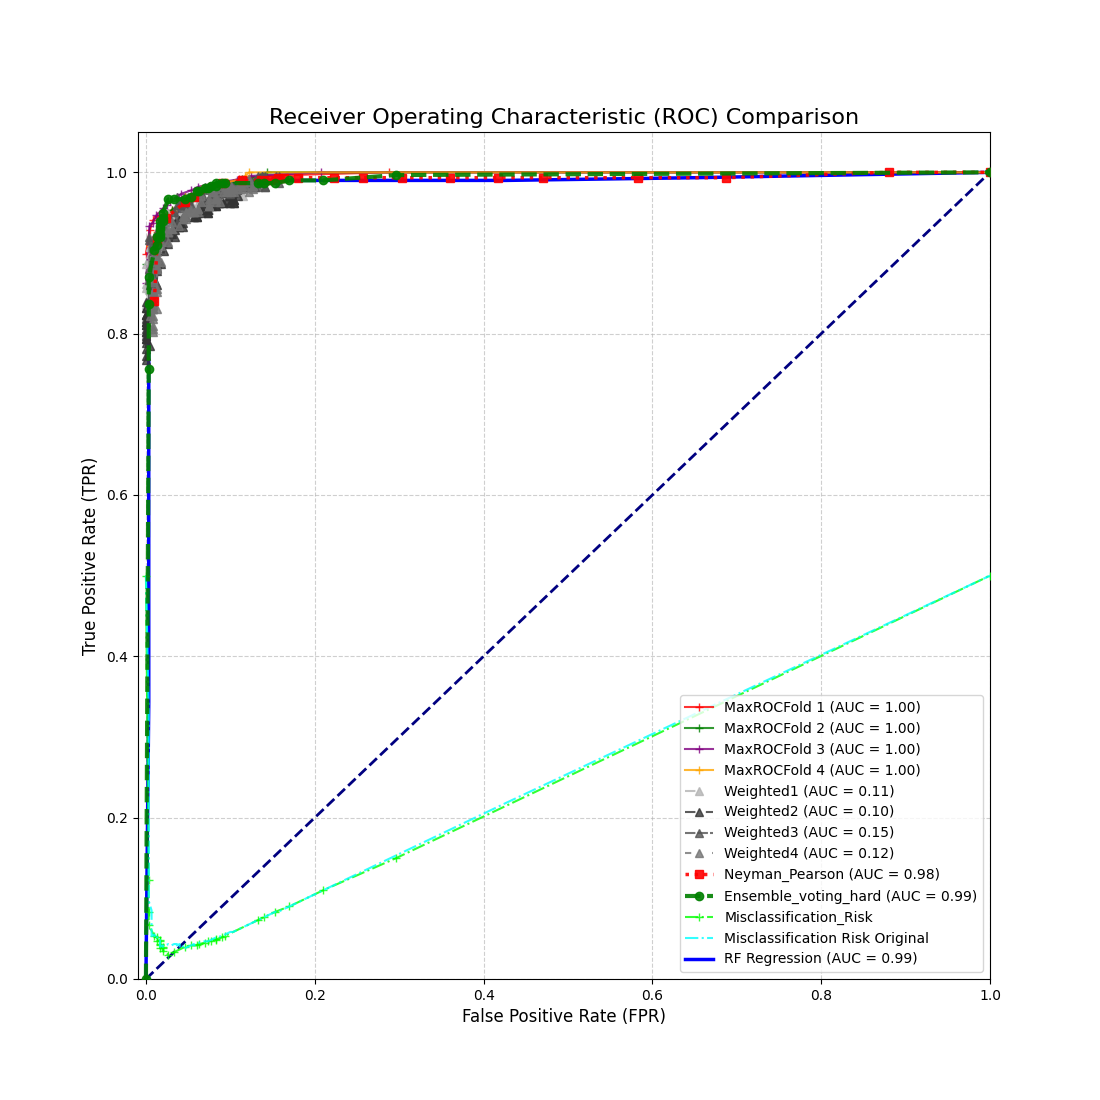 Receiver Operating Characteristic (ROC) Comparison
True Positive Rate (TPR)
1.0
0.8
0.6
0.4
0.2
0.0
MaxROCFold 1 (AUC = 1.00)
MaxROCFold 2 (AUC = 1.00)
MaxROCFold 3 (AUC = 1.00)
MaxROCFold 4 (AUC = 1.00)
Weighted1 (AUC = 0.11)
Weighted2 (AUC = 0.10)
Weighted3 (AUC = 0.15)
Weighted4 (AUC = 0.12)
Neyman_Pearson (AUC = 0.98)
Ensemble_voting_hard (AUC = 0.99)
Misclassification_Risk
Misclassification Risk Original
RF Regression (AUC = 0.99)
0.0 0.2 0.4 0.6 0.8 1.0
False Positive Rate (FPR)